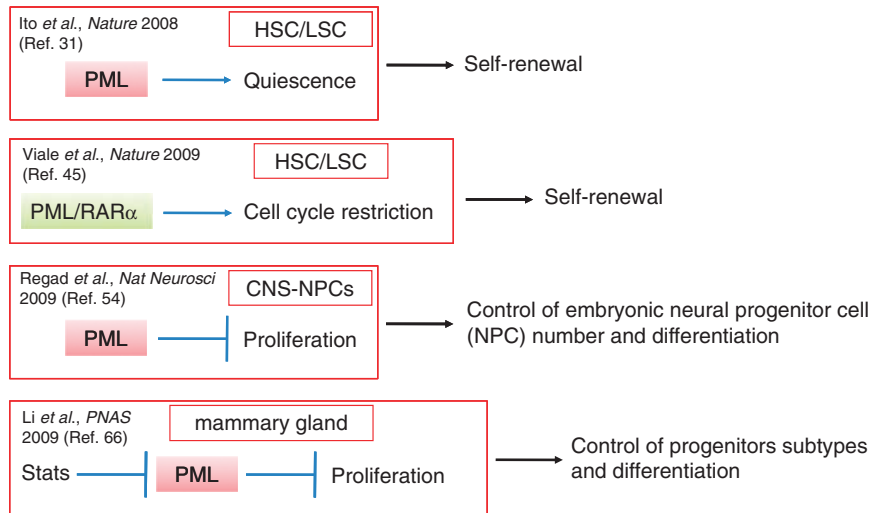 Ito et al., Nature 2008
(Ref. 31)
HSC/LSC
PML
Quiescence
Self-renewal
Viale et al., Nature 2009
(Ref. 45)
HSC/LSC
PML/RARα
Cell cycle restriction
Self-renewal
Regad et al., Nat Neurosci
2009 (Ref. 54)
CNS-NPCs
PML
Proliferation
Control of embryonic neural progenitor cell
(NPC) number and differentiation
Li et al., PNAS
2009 (Ref. 66)
mammary gland
Stats
PML
Proliferation
Control of progenitors subtypes
and differentiation